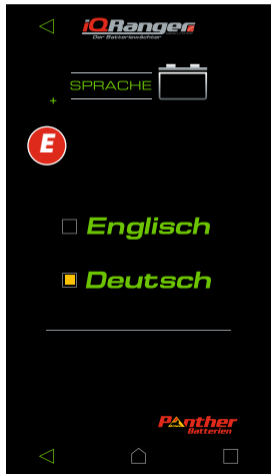 iQRanger
Der Batteriewächter
SPRACHE
+
E
Englisch
Deutsch
Panther
Batterien